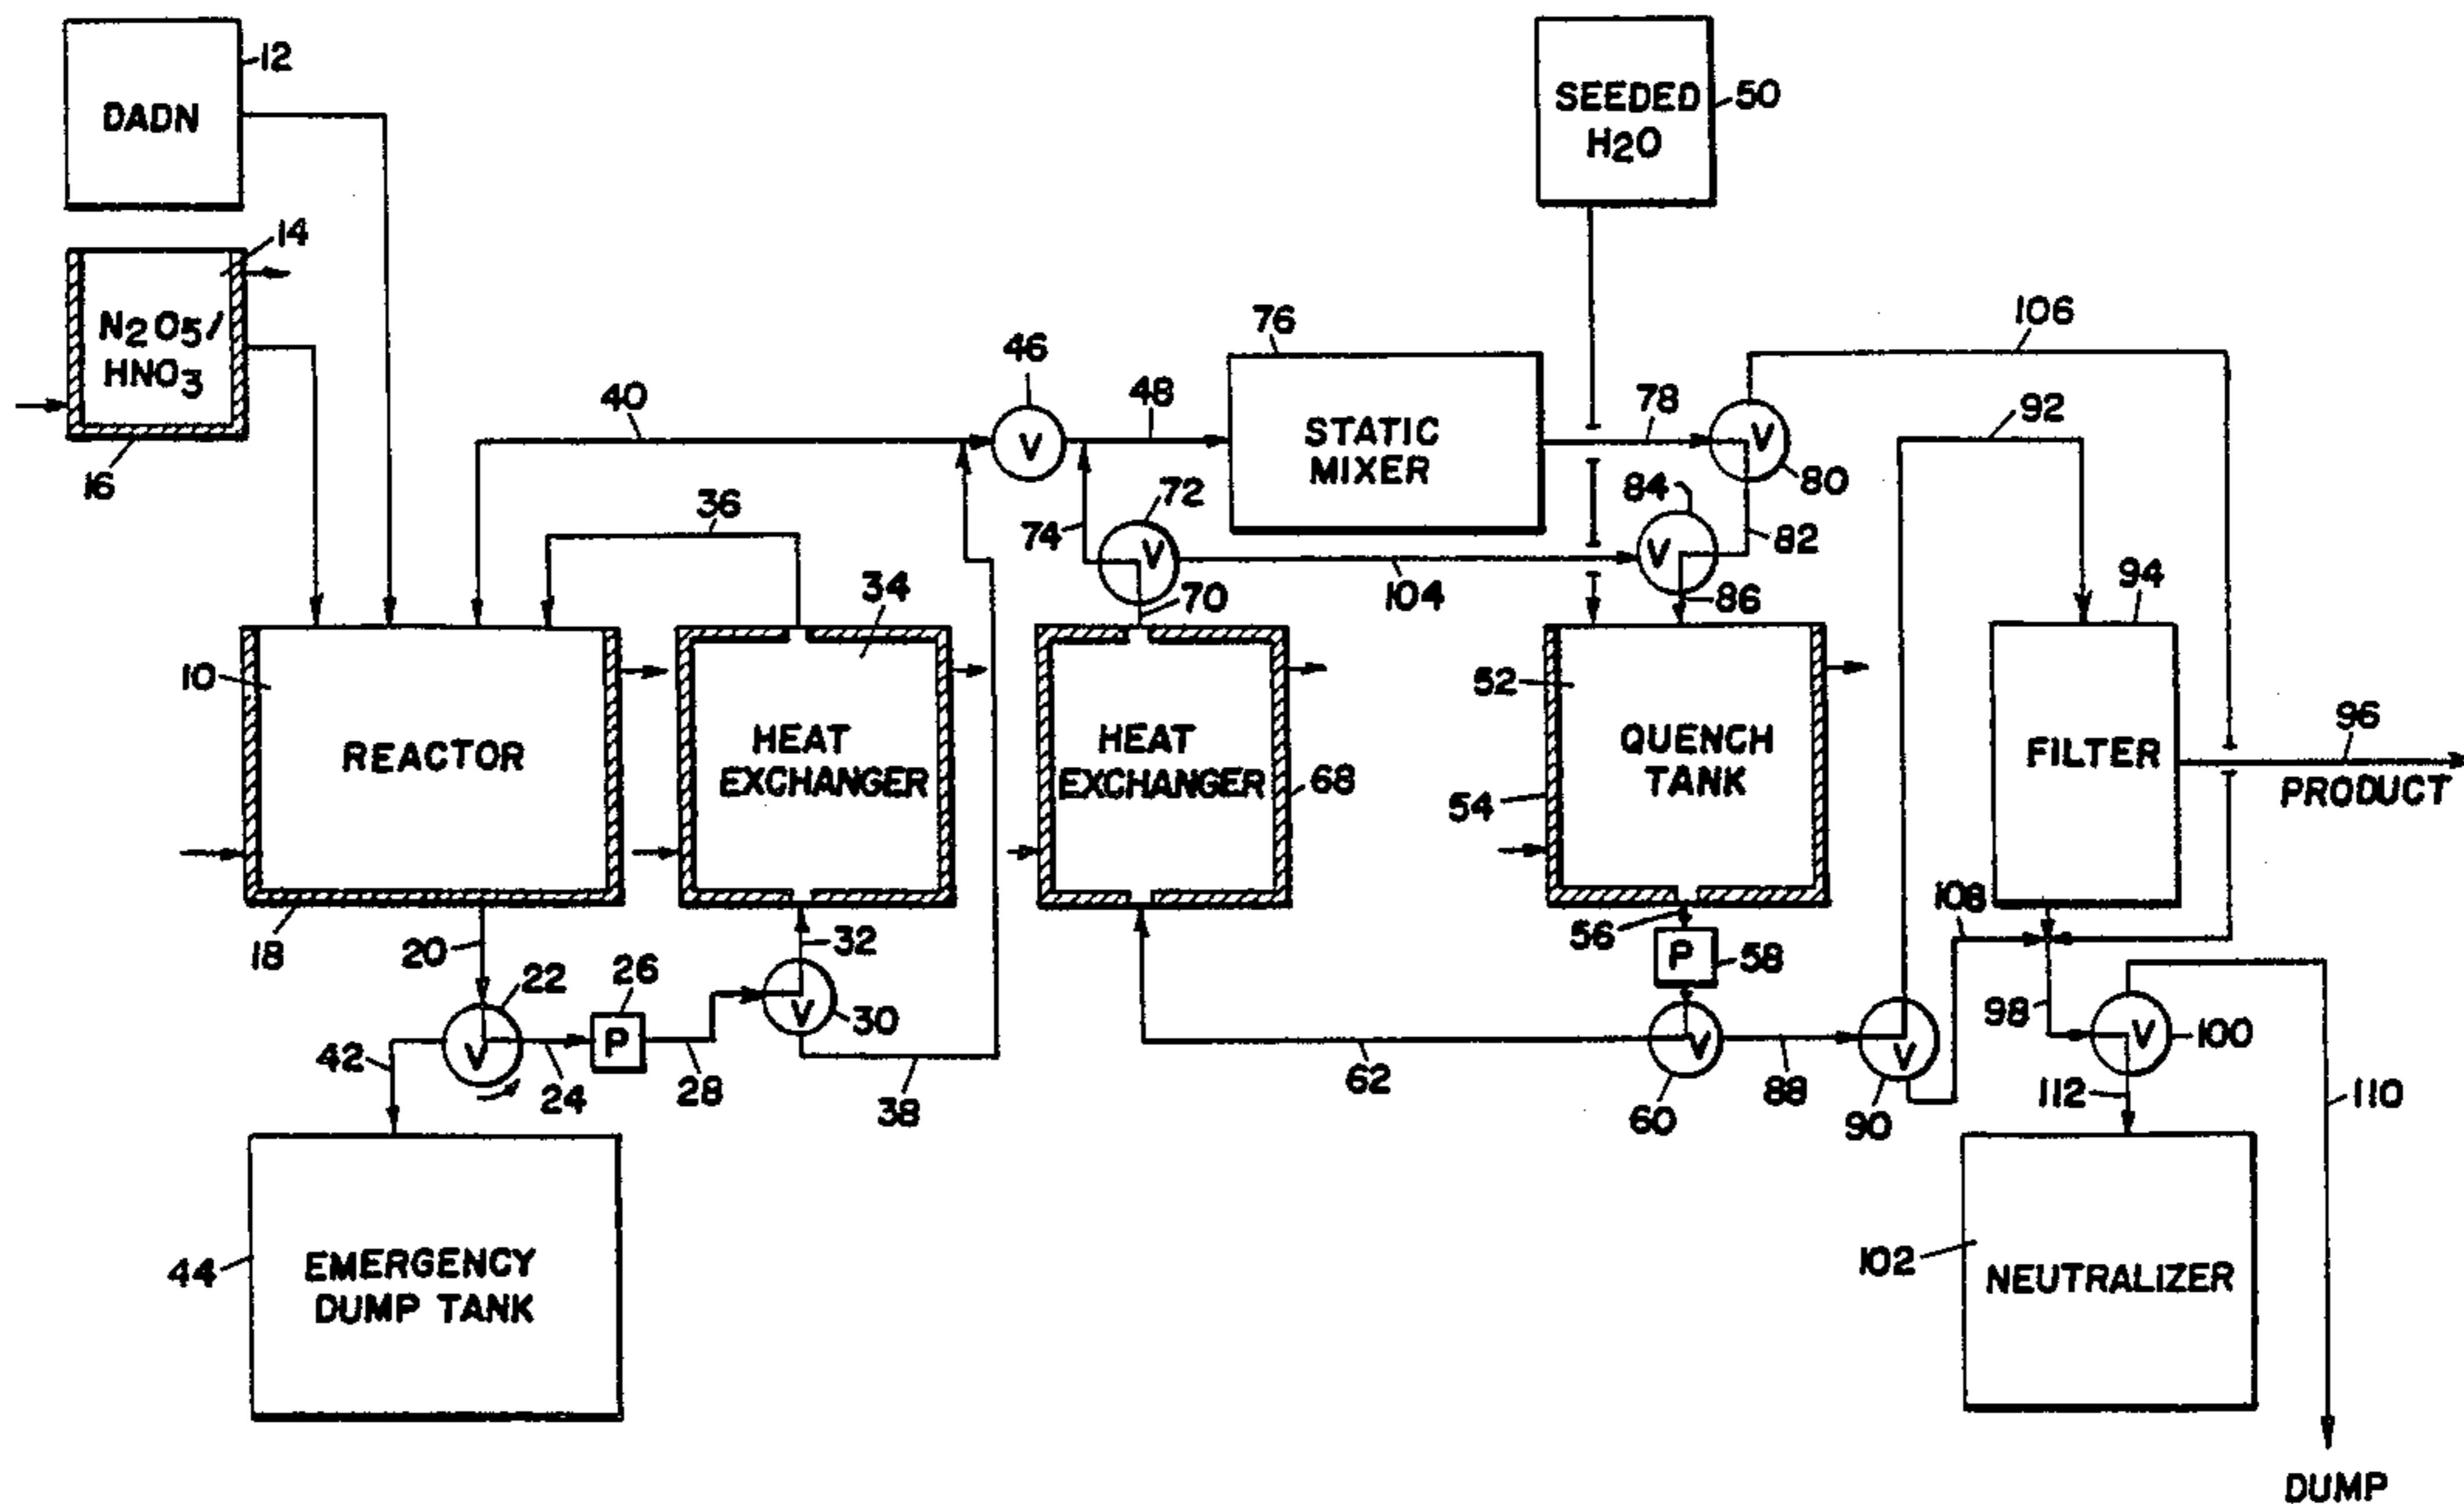 DADN
12
14
N2O5/
HNO3
16
SEEDED
H2O
50
40
46
V
48
76
STATIC
MIXER
78
V
80
106
92
36
74
72
V
104
84
V
82
86
70
34
10
REACTOR
18
HEAT
EXCHANGER
HEAT
EXCHANGER
68
52
QUENCH
TANK
54
94
FILTER
96
PRODUCT
20
22
V
24
26
P
28
32
V
30
38
42
56
P
58
62
V
60
88
V
90
108
98
V
100
112
110
44
EMERGENCY
DUMP TANK
102
NEUTRALIZER
DUMP